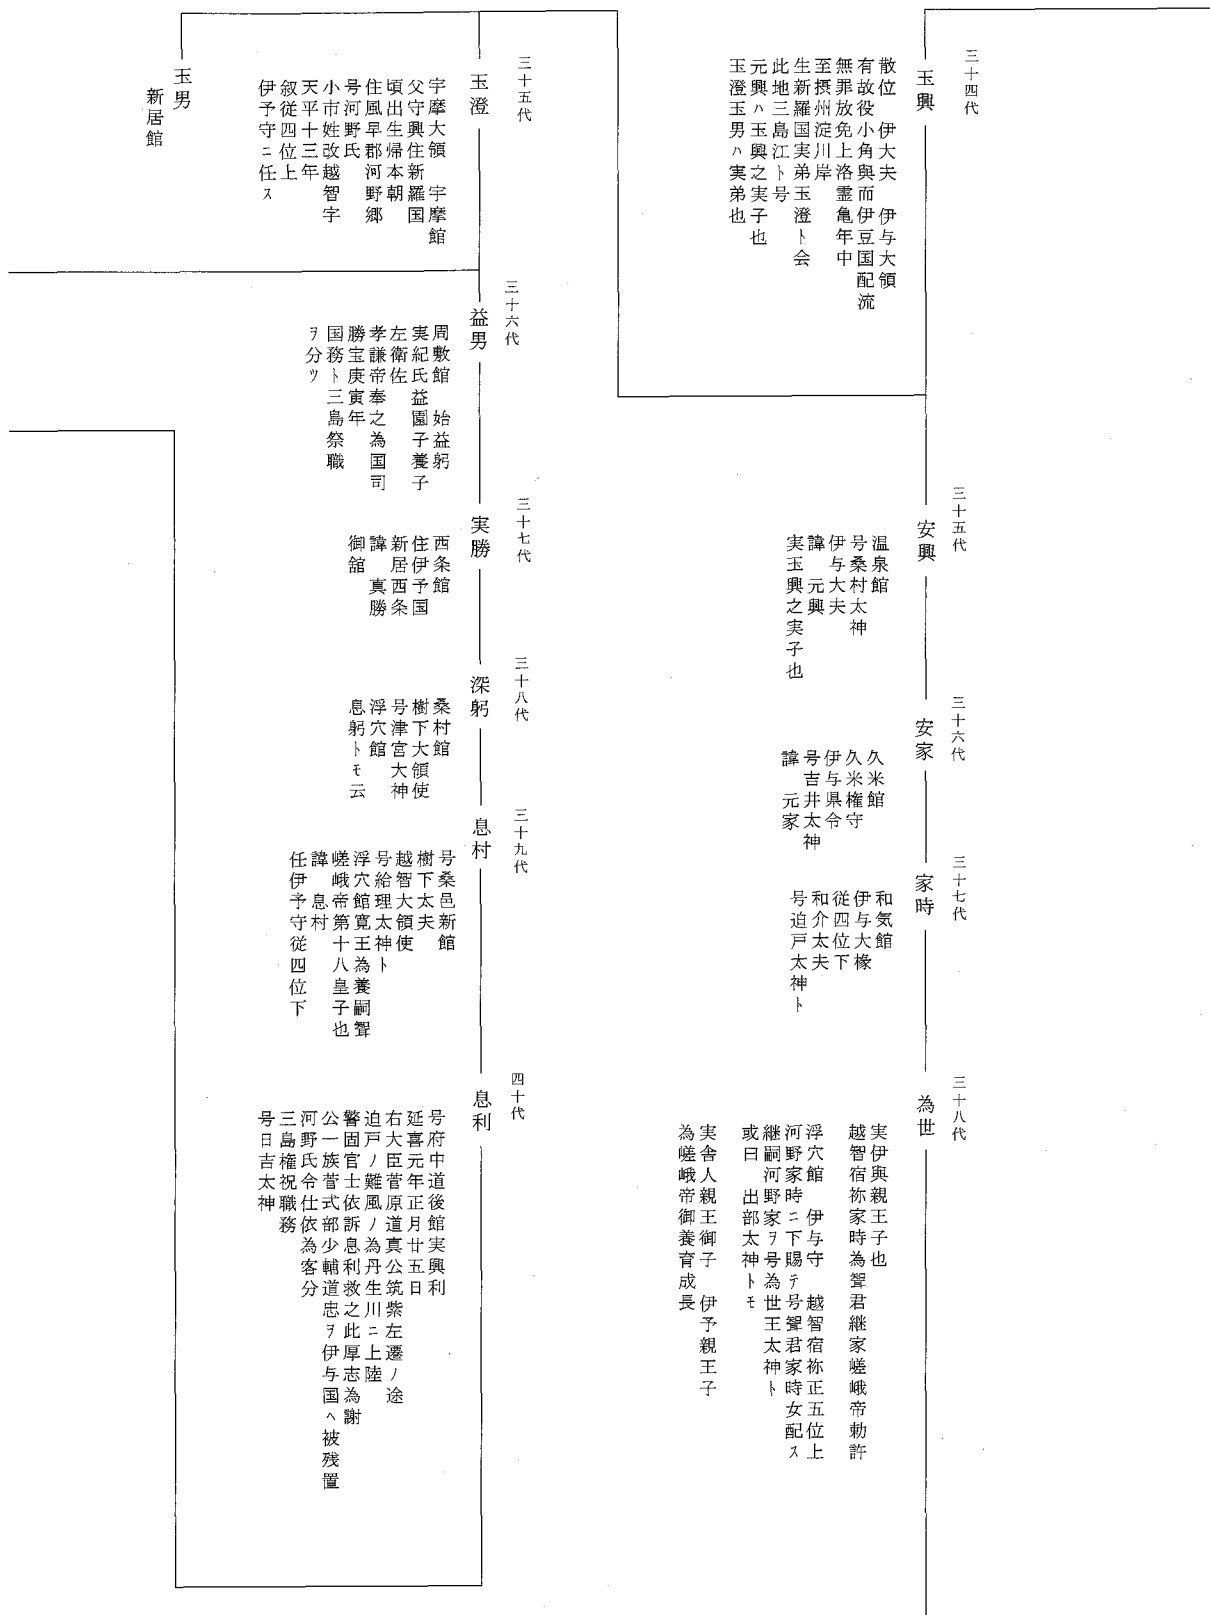 三十四代
玉興
散位　伊大夫　伊与大領
有故役小角與而伊豆国配流
無罪放免上洛霊亀年中
至摂州淀川岸
生新羅国実弟玉澄ト会
此地三島江ト号
元興ハ玉興之実子也
玉澄玉男ハ実弟也
三十五代
安興
温泉館
号桑村太神
伊与大夫
諱　元興
実玉興之実子也
三十六代
安家
久米館
久米権守
伊与県令
号吉井太神
諱　元家
三十七代
家時
和気館
伊与大椽
従四位下
和介太夫
号迫戸太神ト
三十八代
為世
実伊與親王子也
越智宿祢家時為聟君継家嵯峨帝勅許
浮穴館　伊与守　越智宿祢正五位上
河野家時ニ下賜テ号聟君家時女配ス
継嗣河野家ヲ号為世王太神ト
或曰　出部太神トモ
実舎人親王御子　伊予親王子
為嵯峨帝御養育成長
三十五代
玉澄
宇摩大領　宇摩館
父守興住新羅国
頃出生帰本朝
住風早郡河野郷
号河野氏
小市姓改越智字
天平十三年
叙従四位上
伊予守ニ任ス
玉男
新居館
三十六代
益男
周敷館　始益躬
実紀氏益園子養子
左衛佐
孝謙帝奉之為国司
勝宝庚寅年
国務ト三島祭職
ヲ分ツ
三十七代
実勝
西条館
住伊予国
新居西条
諱　真勝
御舘
三十八代
深躬
桑村館
樹下大領使
号津宮大神
浮穴館
息躬トモ云
三十九代
息村
号桑邑新館
樹下太夫
越智大領使
号給理太神ト
浮穴館寛王為養嗣聟
嵯峨帝第十八皇子也
諱　息村
任伊予守従四位下
四十代
息利
号府中道後館実興利
延喜元年正月廿五日
右大臣菅原道真公筑紫左遷ノ途
迫戸ノ難風ノ為丹生川ニ上陸
警固官士依訴息利救之此厚志為謝
公一族菅式部少輔道忠ヲ伊与国ヘ被残置
河野氏令仕依為客分
三島権祝職務
号日吉太神